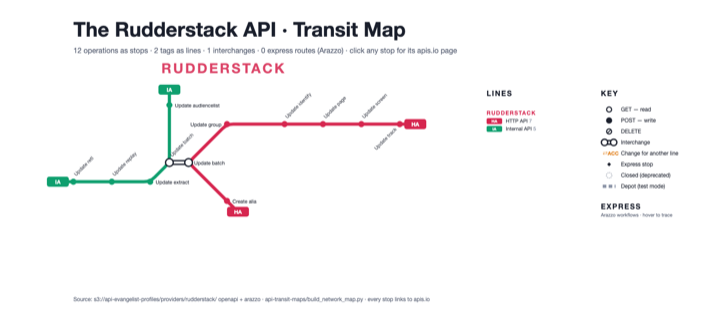 The Rudderstack API · Transit Map
12 operations as stops · 2 tags as lines · 1 interchanges · 0 express routes (Arazzo) · click any stop for its apis.io page
RUDDERSTACK
IA
Update audiencelist
Update group
Update identify
Update page
Update screen
HA
Update track
Update batch
Update batch
Update retl
Update replay
IA
Update extract
Create alia
HA
LINES
RUDDERSTACK
HA HTTP API 7
IA Internal API 5
KEY
GET — read
POST — write
DELETE
Interchange
Change for another line
Express stop
Closed (deprecated)
Depot (test mode)
EXPRESS
Arazzo workflows · hover to trace
Source: s3://api-evangelist-profiles/providers/rudderstack/ openapi + arazzo · api-transit-maps/build_network_map.py · every stop links to apis.io